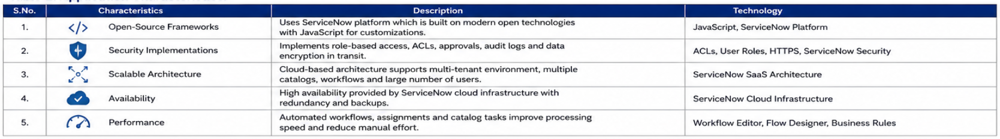 S.No. Characteristics Description Technology
1. </> Open-Source Frameworks
Uses ServiceNow platform which is built on modern open technologies
with JavaScript for customizations.
JavaScript, ServiceNow Platform
2. Security Implementations
Implements role-based access, ACLs, approvals, audit logs and data
encryption in transit.
ACLs, User Roles, HTTPS, ServiceNow Security
3. Scalable Architecture
Cloud-based architecture supports multi-tenant environment, multiple
catalogs, workflows and large number of users.
ServiceNow SaaS Architecture
4. Availability
High availability provided by ServiceNow cloud infrastructure with
redundancy and backups.
ServiceNow Cloud Infrastructure
5. Performance
Automated workflows, assignments and catalog tasks improve processing
speed and reduce manual effort.
Workflow Editor, Flow Designer, Business Rules